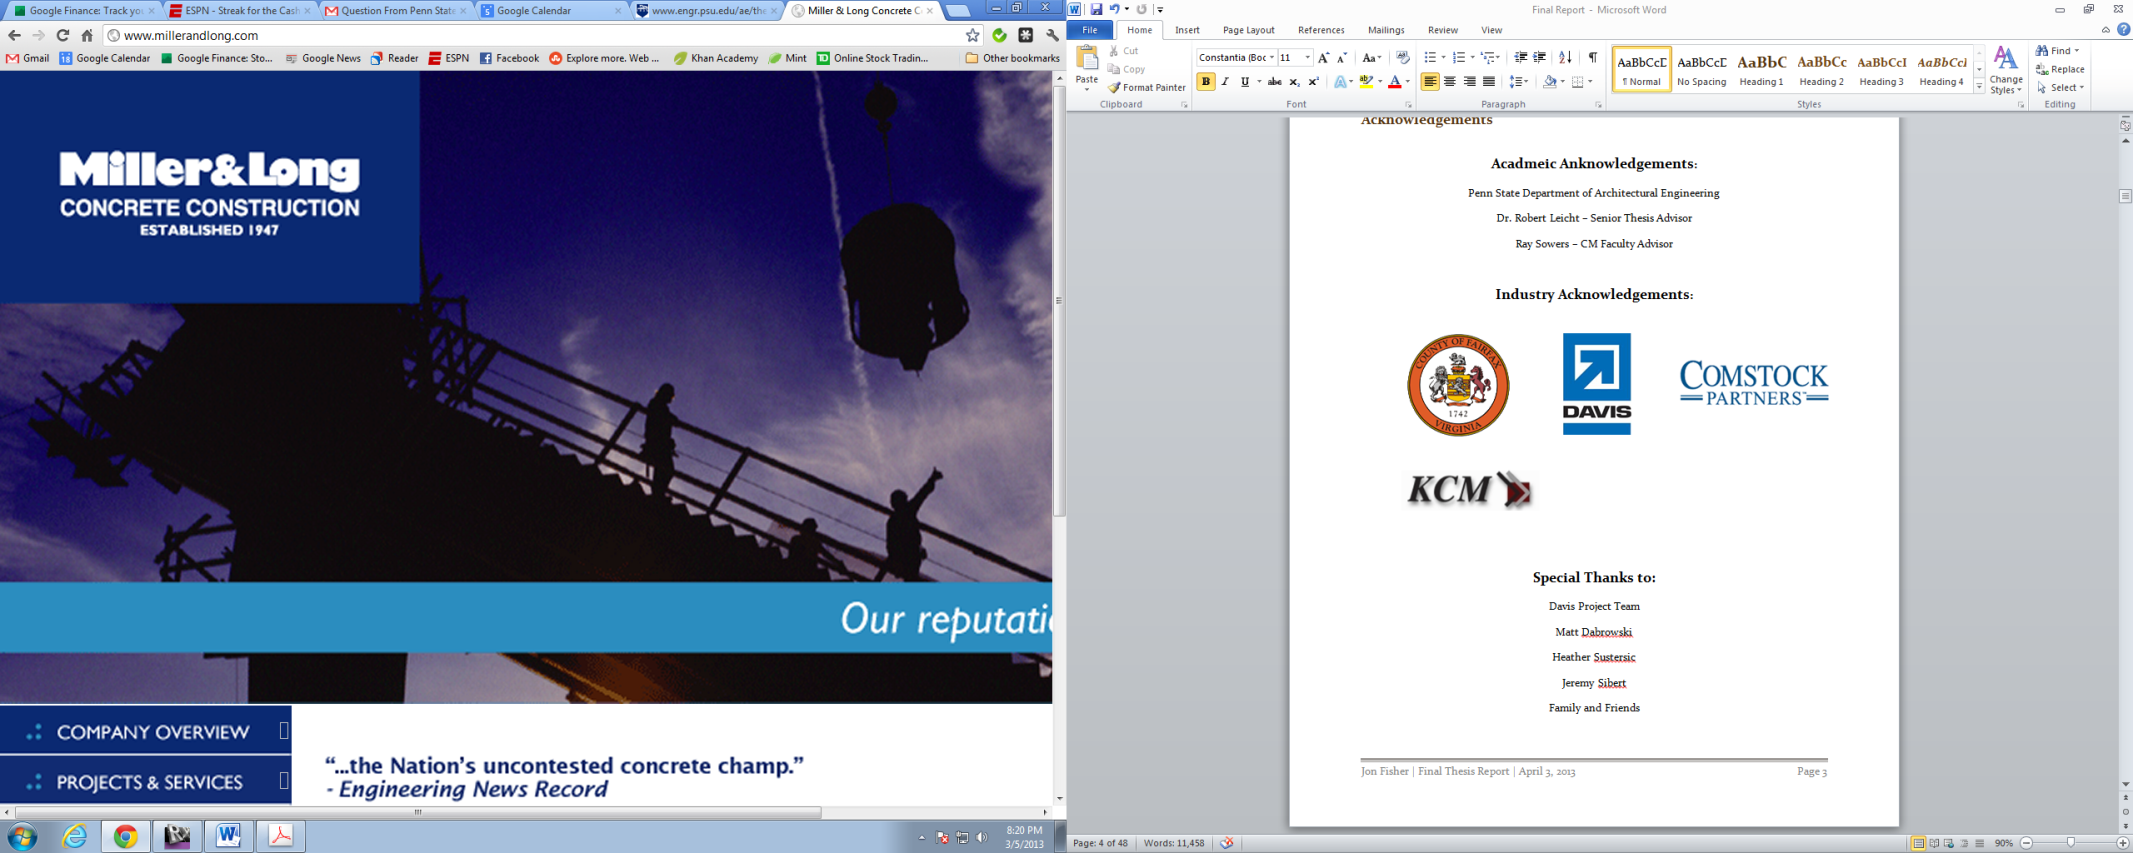 Google Finance: Track you
ESPN - Streak for the Cash
Question From Penn State
Google Calendar
www.engr.psu.edu/ae/the
Miller & Long Concrete C
www.millerandlong.com
Gmail
Google Calendar
Google Finance: Sto...
Google News
Reader
ESPN
Facebook
Explore more. Web ...
Khan Academy
Mint
Online Stock Tradin...
Other bookmarks
Miller&Long
CONCRETE CONSTRUCTION
ESTABLISHED 1947
Our reputati
COMPANY OVERVIEW
PROJECTS & SERVICES
“...the Nation’s uncontested concrete champ.”
- Engineering News Record
8:20 PM
3/5/2013
Final Report - Microsoft Word
File
Home
Insert
Page Layout
References
Mailings
Review
View
Paste
Cut
Copy
Format Painter
Clipboard
Constantia (Boc
11
Font
Paragraph
AaBbCcD
¶ Normal
AaBbCcD
No Spacing
AaBbC
Heading 1
AaBbCc
Heading 2
AaBbCcI
Heading 3
AaBbCcI
Heading 4
Change
Styles
Styles
Find
Replace
Select
Editing
Acknowledgements
Acadmeic Anknowledgements:
Penn State Department of Architectural Engineering
Dr. Robert Leicht – Senior Thesis Advisor
Ray Sowers – CM Faculty Advisor
Industry Acknowledgements:
COUNTY OF FAIRFAX
1742
VIRGINIA
DAVIS
COMSTOCK
PARTNERS
KCM
Special Thanks to:
Davis Project Team
Matt Dabrowski
Heather Sustersic
Jeremy Sibert
Family and Friends
Jon Fisher | Final Thesis Report | April 3, 2013
Page 3
Page: 4 of 48
Words: 11,458
90%